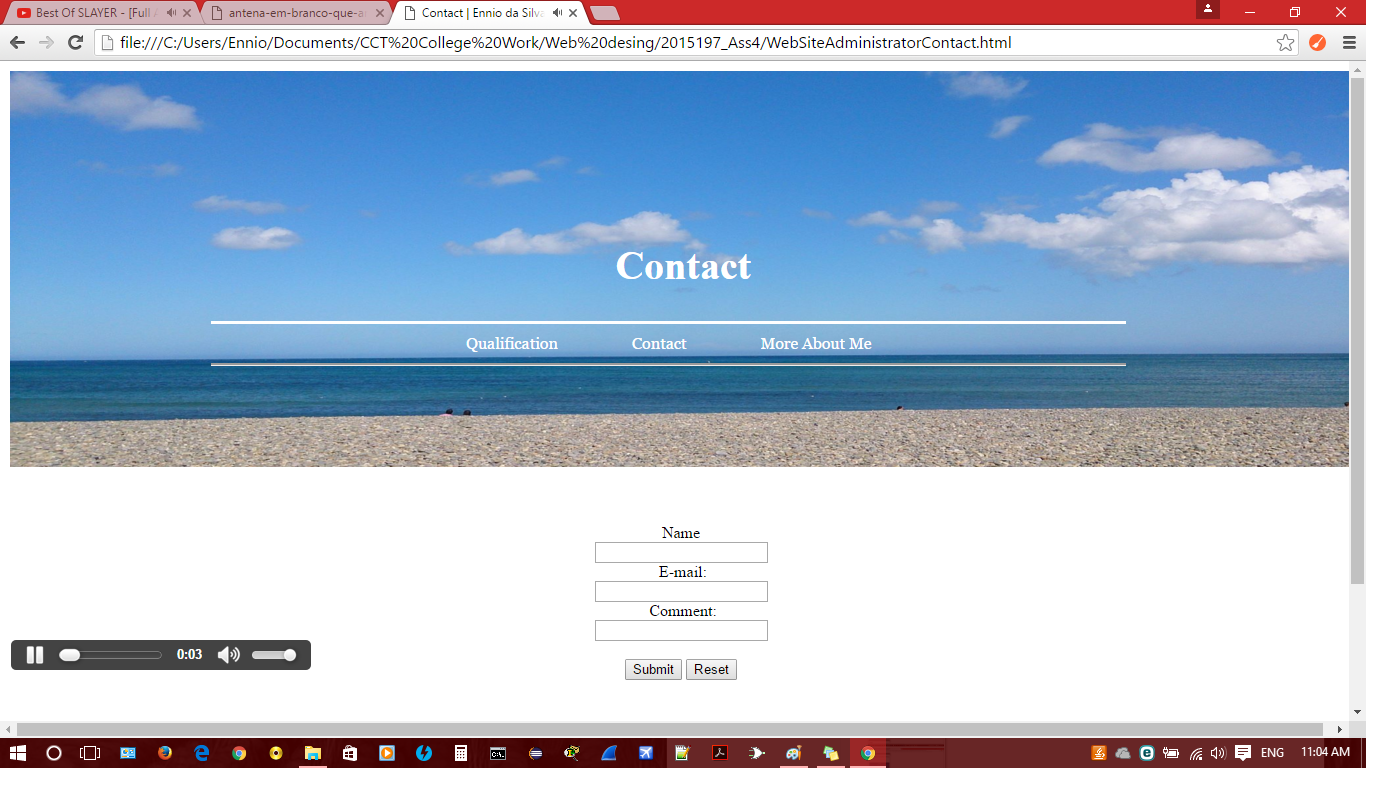 Best Of SLAYER - [Full A
antena-em-branco-que-a
Contact | Ennio da Silva
file:///C:/Users/Ennio/Documents/CCT%20College%20Work/Web%20desing/2015197_Ass4/WebSiteAdministratorContact.html
Contact
Qualification Contact More About Me
Name
E-mail:
Comment:
0:03
Submit Reset
ENG 11:04 AM